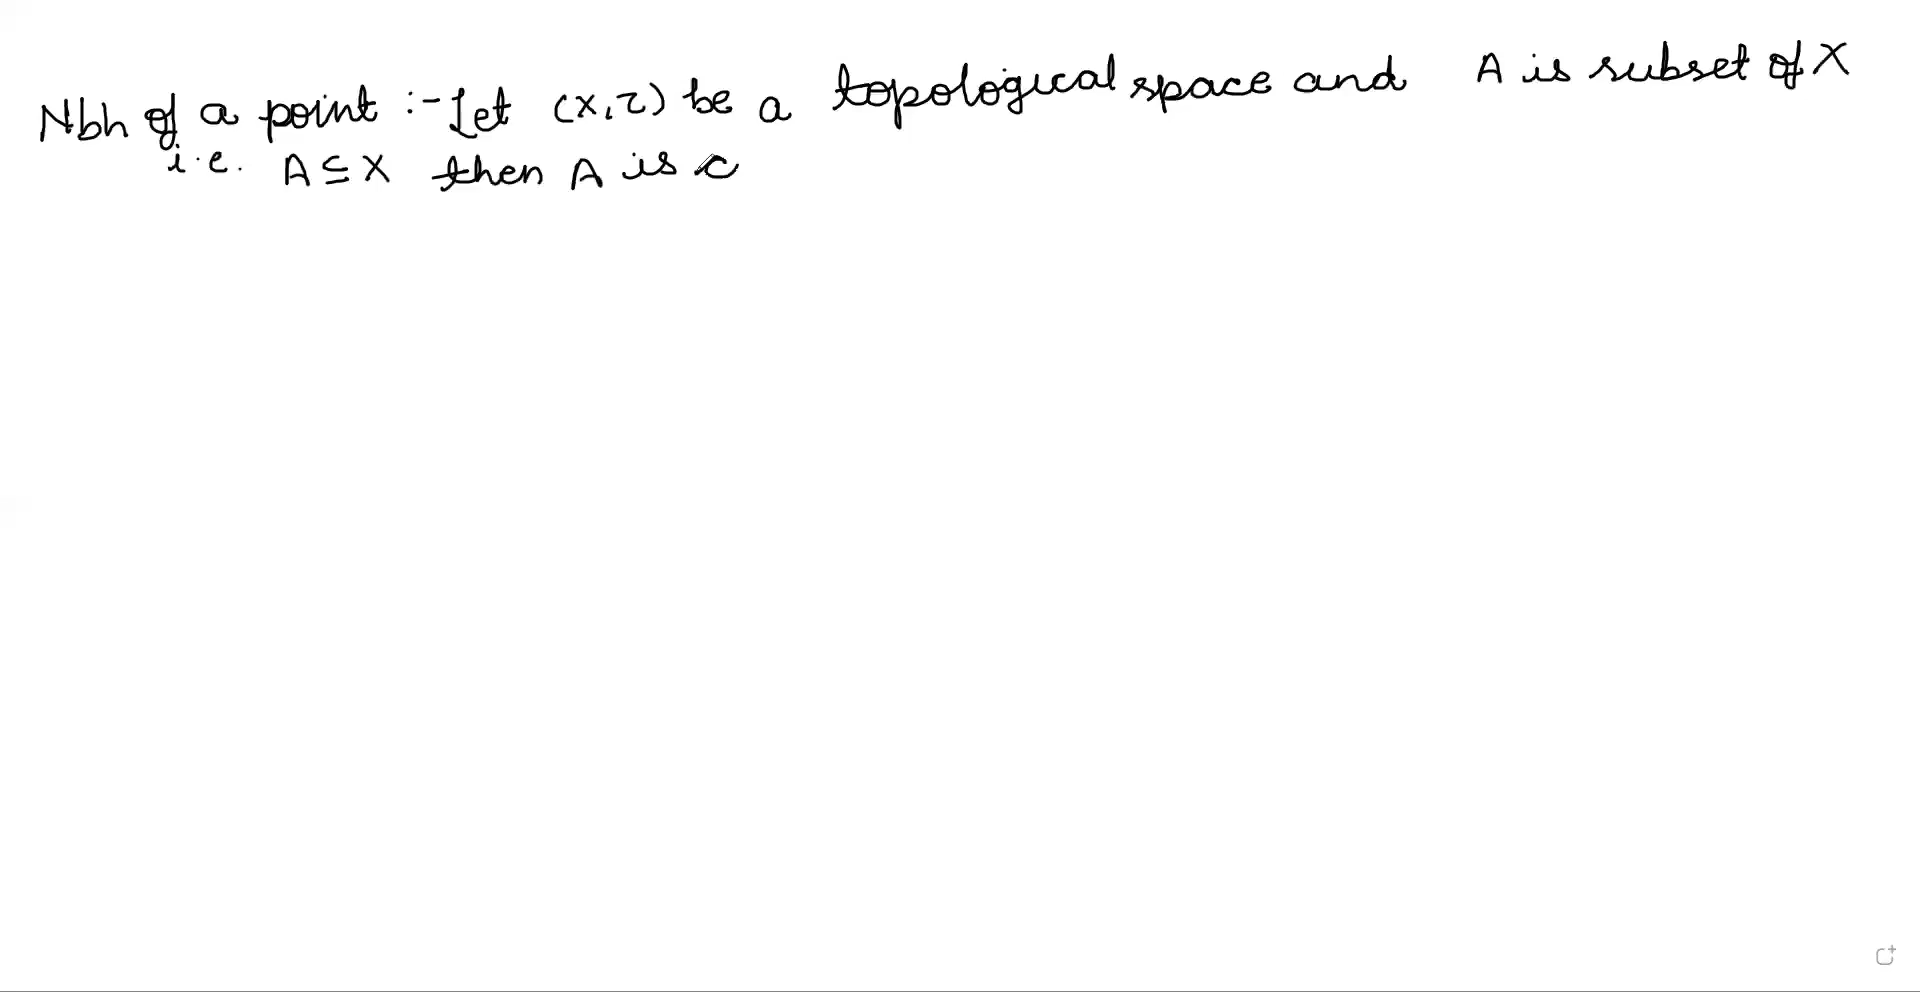 Nbh of a point :- Let (X, τ) be a topological space and A is subset of X
i.e. A ⊆ X then A is c